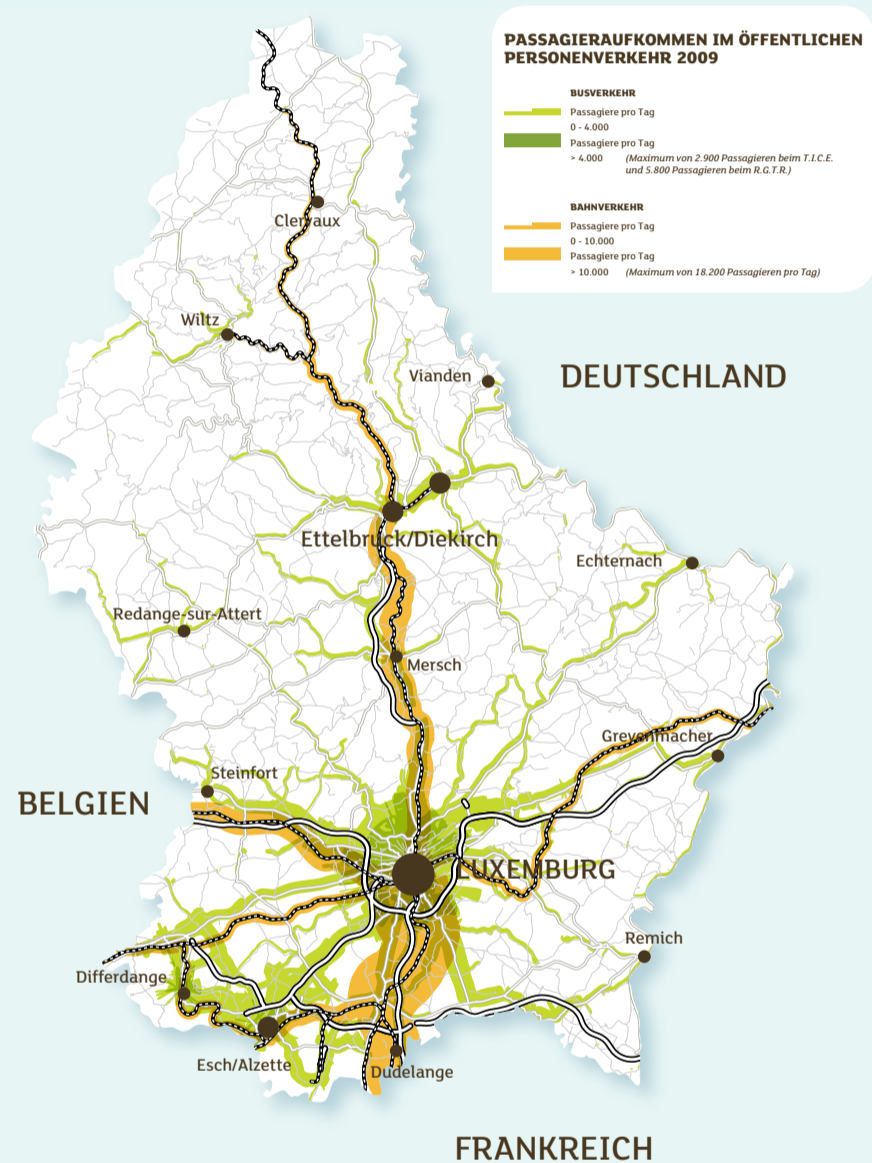 PASSAGIERAUFKOMMEN IM ÖFFENTLICHEN
PERSONENVERKEHR 2009
BUSVERKEHR
Passagiere pro Tag
0 - 4.000
Passagiere pro Tag
> 4.000 (Maximum von 2.900 Passagieren beim T.I.C.E.
und 5.800 Passagieren beim R.G.T.R.)
BAHNVERKEHR
Passagiere pro Tag
0 - 10.000
Passagiere pro Tag
> 10.000 (Maximum von 18.200 Passagieren pro Tag)
Clervaux
Wiltz
Vianden
DEUTSCHLAND
Ettelbruck/Diekirch
Echternach
Redange-sur-Attert
Mersch
Grevenmacher
Steinfort
BELGIEN
LUXEMBURG
Remich
Differdange
Esch/Alzette
Dudelange
FRANKREICH